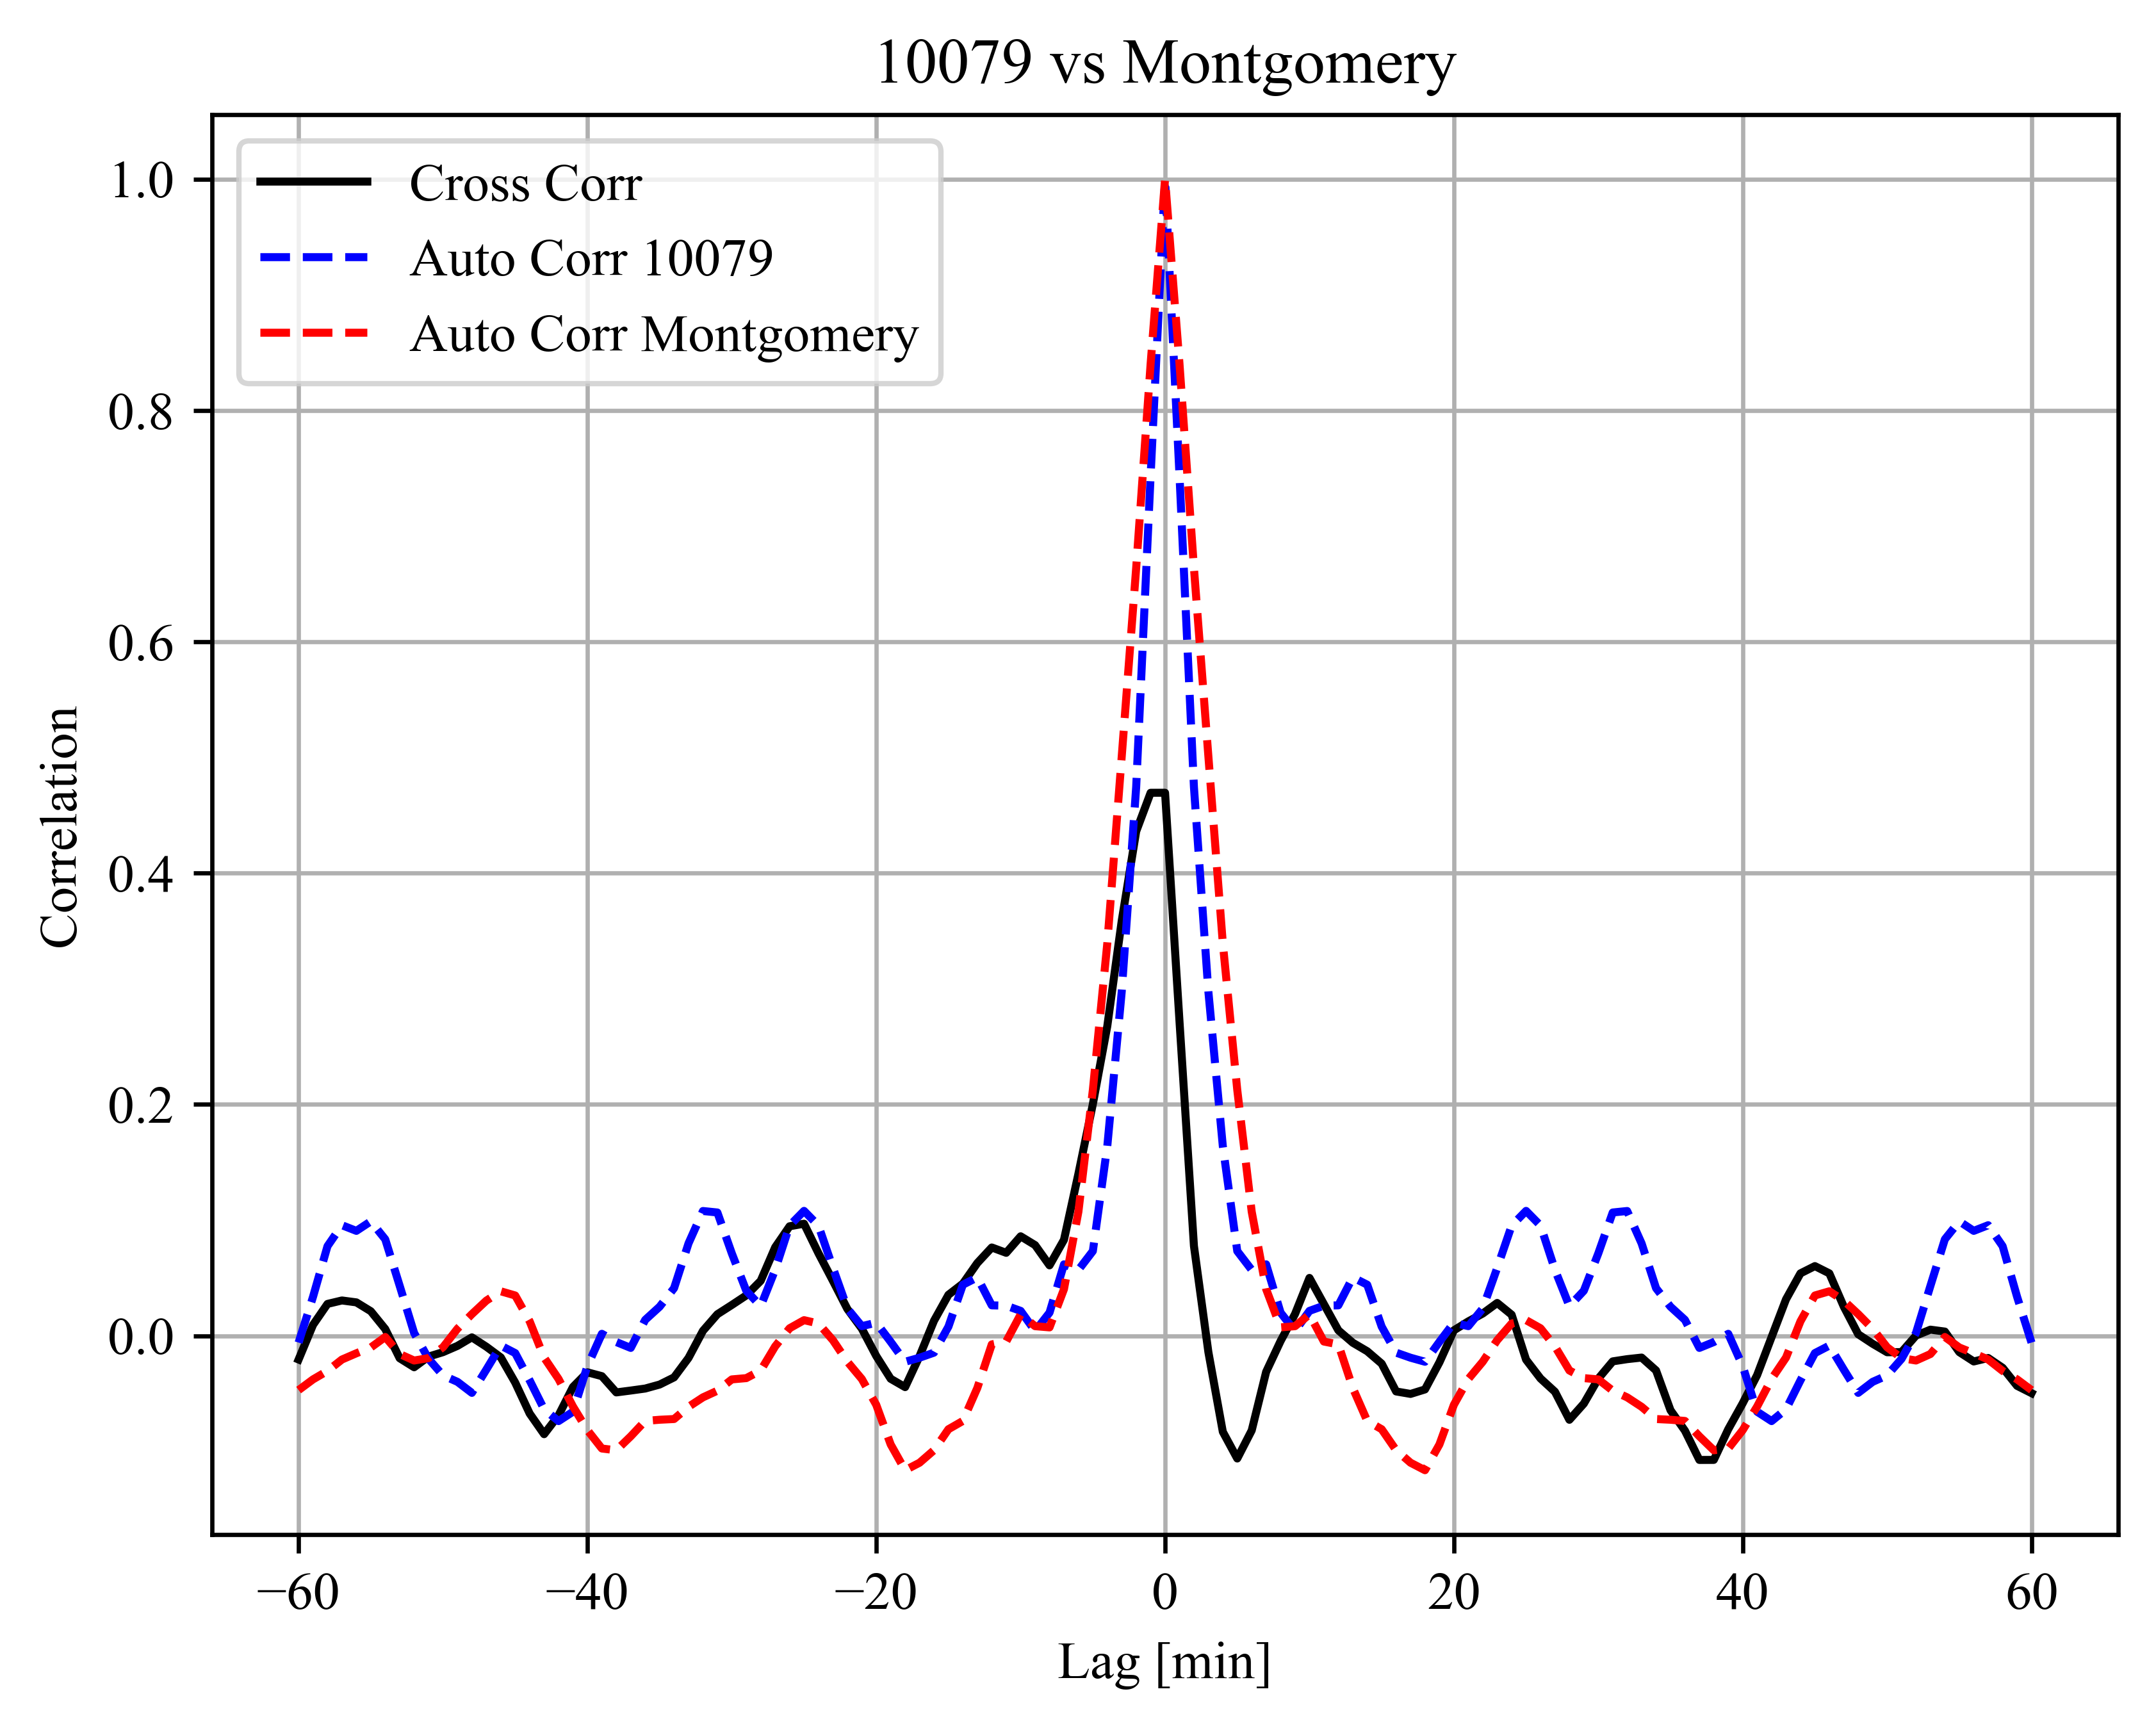 10079 vs Montgomery
Cross Corr
Auto Corr 10079
Auto Corr Montgomery
1.0
0.8
0.6
0.4
0.2
0.0
Correlation
−60 −40 −20 0 20 40 60
Lag [min]